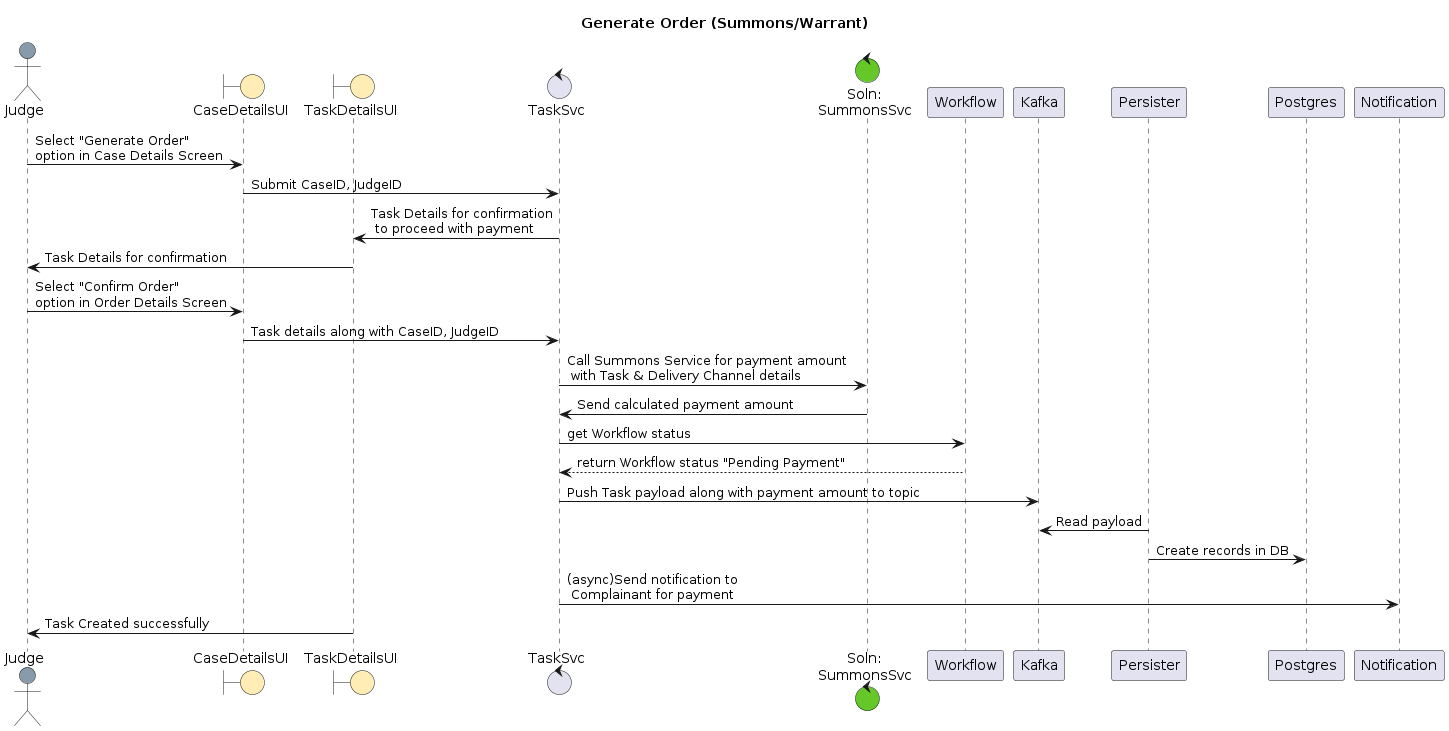 Generate Order (Summons/Warrant)
Judge
CaseDetailsUI
TaskDetailsUI
TaskSvc
Soln:
SummonsSvc
Workflow
Kafka
Persister
Postgres
Notification
Select "Generate Order"
option in Case Details Screen
Submit CaseID, JudgeID
Task Details for confirmation
to proceed with payment
Task Details for confirmation
Select "Confirm Order"
option in Order Details Screen
Task details along with CaseID, JudgeID
Call Summons Service for payment amount
with Task & Delivery Channel details
Send calculated payment amount
get Workflow status
return Workflow status "Pending Payment"
Push Task payload along with payment amount to topic
Read payload
Create records in DB
(async)Send notification to
Complainant for payment
Task Created successfully
Judge
CaseDetailsUI
TaskDetailsUI
TaskSvc
Soln:
SummonsSvc
Workflow
Kafka
Persister
Postgres
Notification